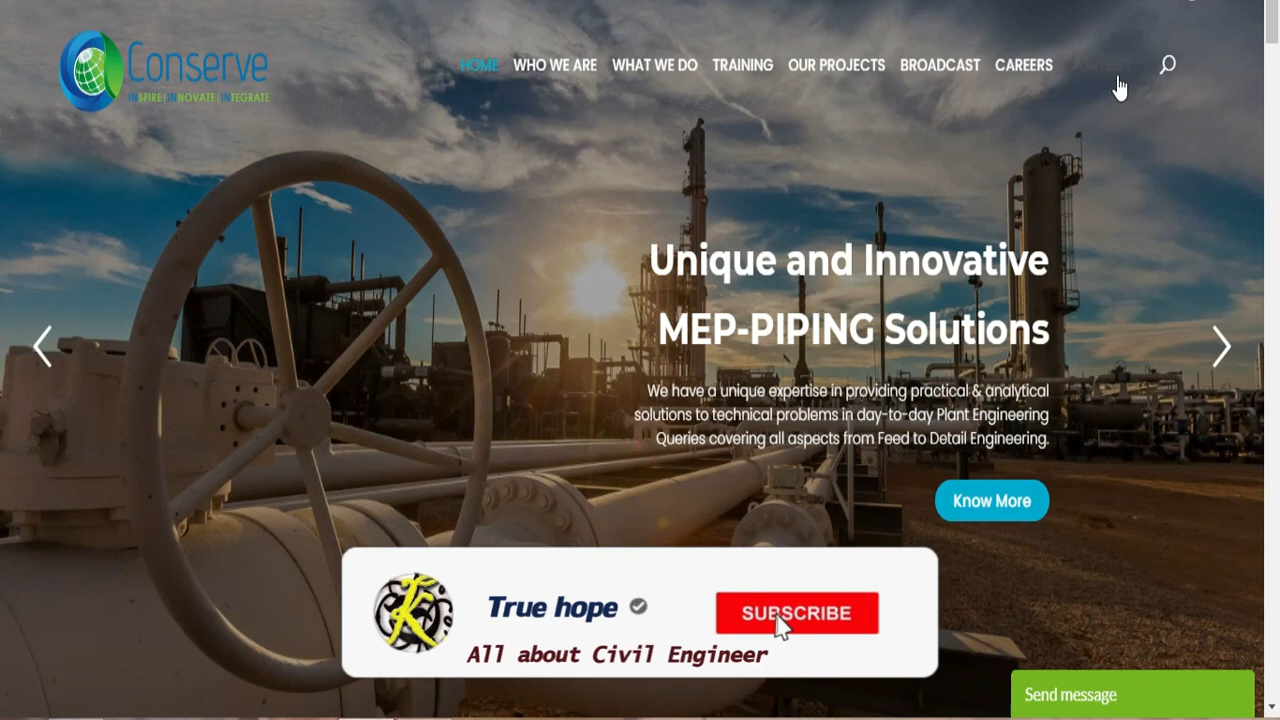 Conserve
INSPIRE| INNOVATE| INTEGRATE
HOME WHO WE ARE WHAT WE DO TRAINING OUR PROJECTS BROADCAST CAREERS
Unique and Innovative
MEP-PIPING Solutions
We have a unique expertise in providing practical & analytical
solutions to technical problems in day-to-day Plant Engineering
Queries covering all aspects from Feed to Detail Engineering.
Know More
True hope
SUBSCRIBE
All about Civil Engineer
Send message